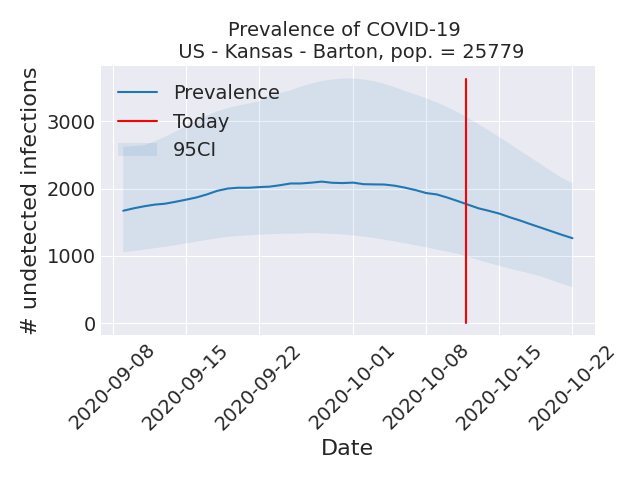 Prevalence of COVID-19
US - Kansas - Barton, pop. = 25779
# undetected infections
3000
2000
1000
0
Prevalence
Today
95CI
2020-09-08
2020-09-15
2020-09-22
2020-10-01
2020-10-08
2020-10-15
2020-10-22
Date